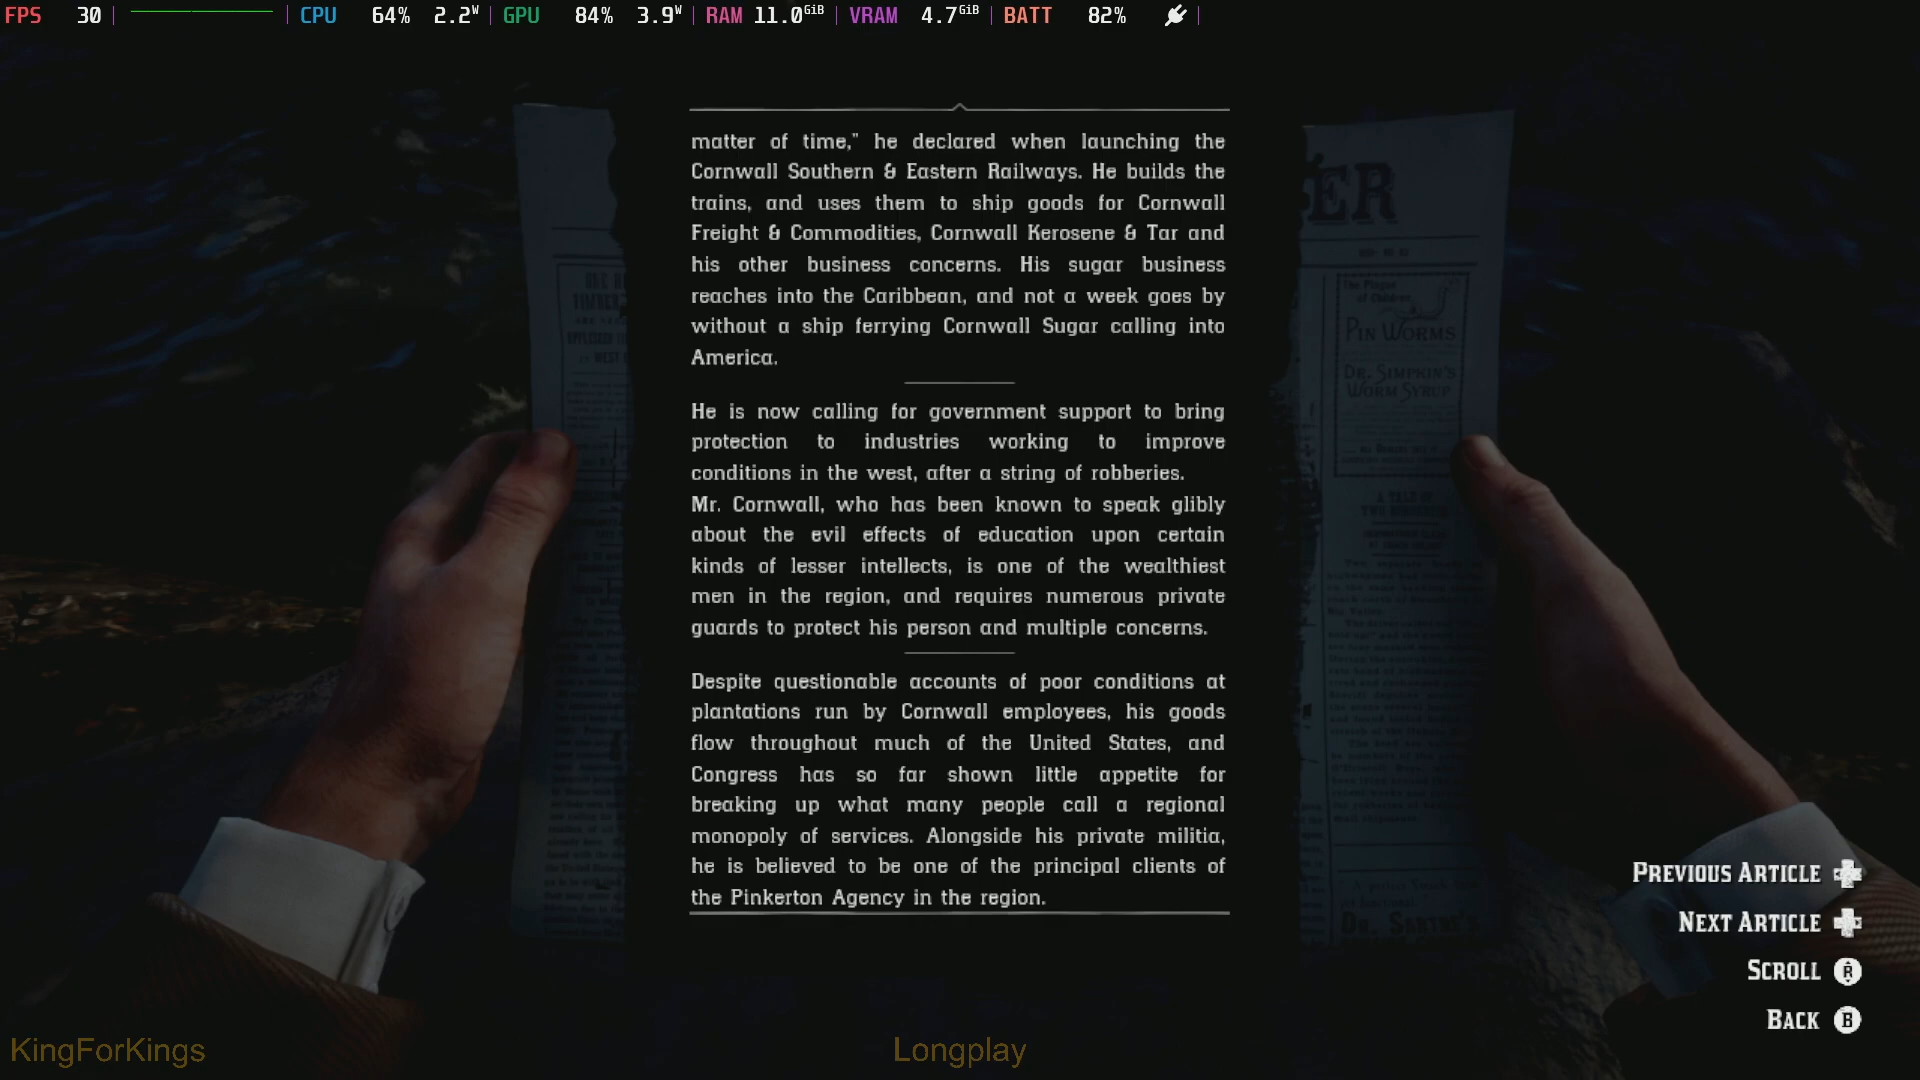 FPS 30 CPU 64% 2.2W GPU 84% 3.9W RAM 11.0GiB VRAM 4.7GiB BATT 82%
matter of time," he declared when launching the
Cornwall Southern & Eastern Railways. He builds the
trains, and uses them to ship goods for Cornwall
Freight & Commodities, Cornwall Kerosene & Tar and
his other business concerns. His sugar business
reaches into the Caribbean, and not a week goes by
without a ship ferrying Cornwall Sugar calling into
America.
He is now calling for government support to bring
protection to industries working to improve
conditions in the west, after a string of robberies.
Mr. Cornwall, who has been known to speak glibly
about the evil effects of education upon certain
kinds of lesser intellects, is one of the wealthiest
men in the region, and requires numerous private
guards to protect his person and multiple concerns.
Despite questionable accounts of poor conditions at
plantations run by Cornwall employees, his goods
flow throughout much of the United States, and
Congress has so far shown little appetite for
breaking up what many people call a regional
monopoly of services. Alongside his private militia,
he is believed to be one of the principal clients of
the Pinkerton Agency in the region.
ER
The Plague
of Children
PIN WORMS
DR. SIMPKIN'S
WORM SYRUP
A TALE OF
PREVIOUS ARTICLE
NEXT ARTICLE
SCROLL R
BACK B
KingForKings
Longplay